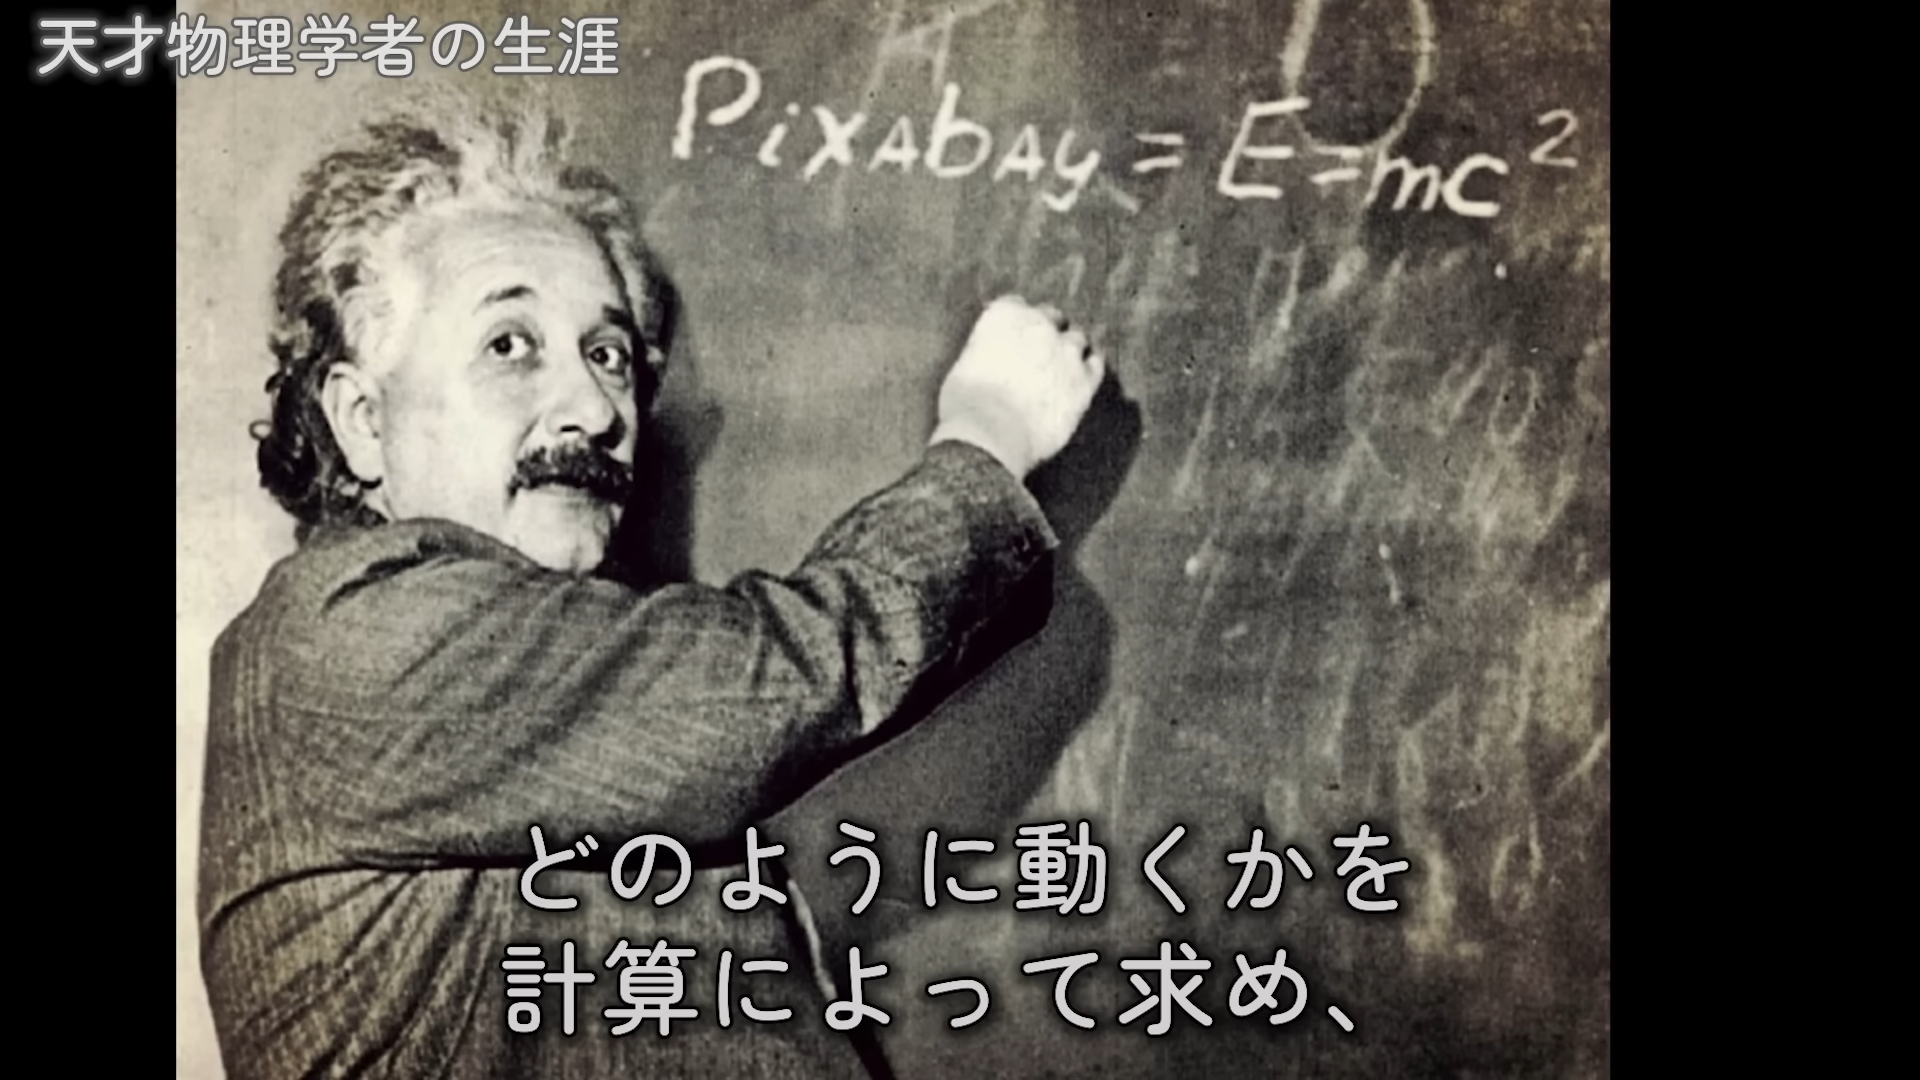 天才物理学者の生涯
Pixabay = E=mc²
どのように動くかを
計算によって求め、